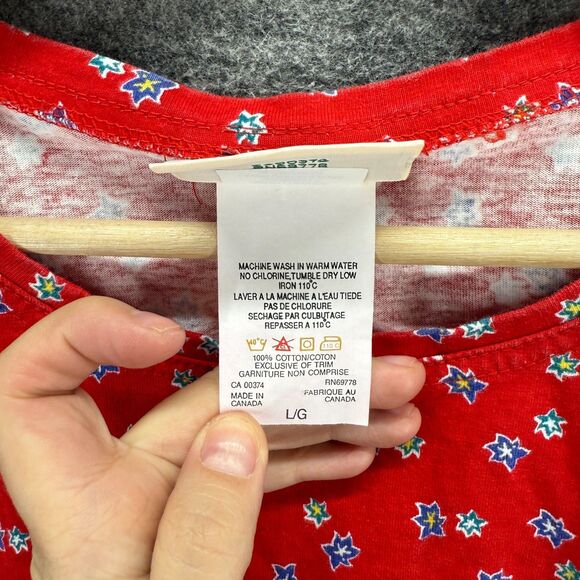 MACHINE WASH IN WARM WATER
NO CHLORINE,TUMBLE DRY LOW
IRON 110°C
LAVER A LA MACHINE A L'EAU TIEDE
PAS DE CHLORURE
SECHAGE PAR CULBUTAGE
REPASSER A 110°C
40°C 110 C
100% COTTON/COTON
EXCLUSIVE OF TRIM
GARNITURE NON COMPRISE
CA 00374 RN69778
MADE IN FABRIQUE AU
CANADA CANADA
L/G